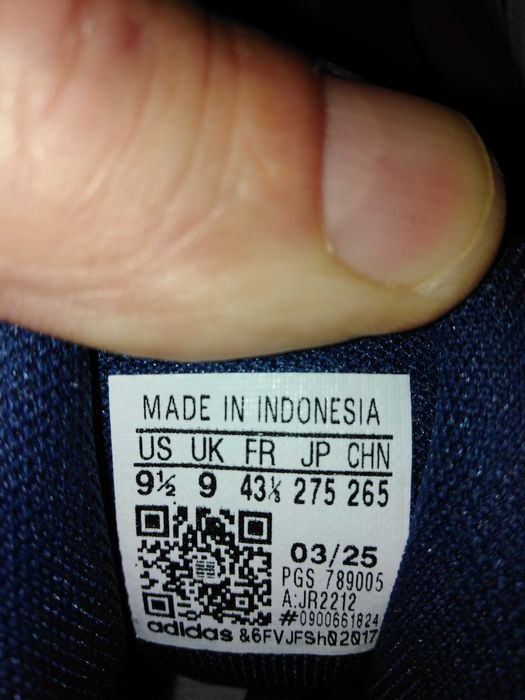 MADE IN INDONESIA
US UK FR JP CHN
9½ 9 43⅓ 275 265
03/25
PGS 789005
A:JR2212
#0900661824
adidas &6FVJFSh02017